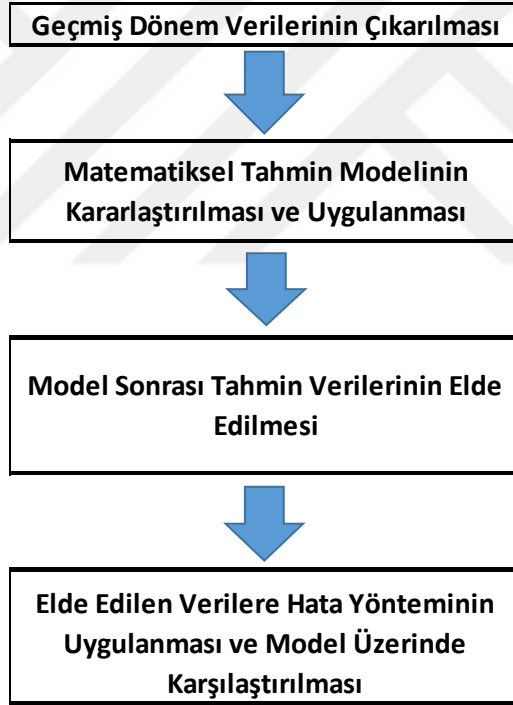 Geçmiş Dönem Verilerinin Çıkarılması
Matematiksel Tahmin Modelinin
Kararlaştırılması ve Uygulanması
Model Sonrası Tahmin Verilerinin Elde
Edilmesi
Elde Edilen Verilere Hata Yönteminin
Uygulanması ve Model Üzerinde
Karşılaştırılması